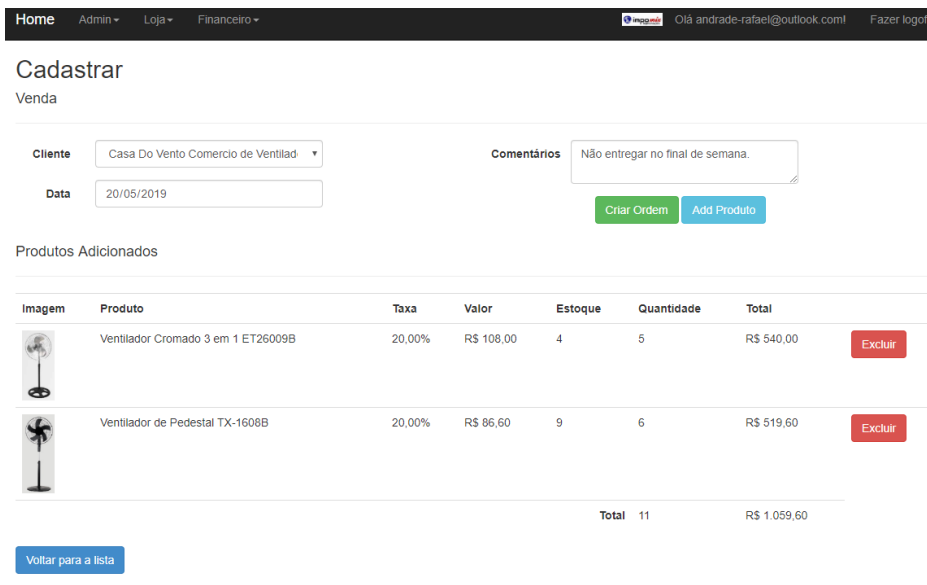 Home Admin Loja Financeiro Olá andrade-rafael@outlook.com! Fazer logof
Cadastrar
Venda
Cliente Casa Do Vento Comercio de Ventilad Comentários Não entregar no final de semana.
Data 20/05/2019
Criar Ordem Add Produto
Produtos Adicionados
Imagem Produto Taxa Valor Estoque Quantidade Total
Ventilador Cromado 3 em 1 ET26009B 20,00% R$ 108,00 4 5 R$ 540,00 Excluir
Ventilador de Pedestal TX-1608B 20,00% R$ 86,60 9 6 R$ 519,60 Excluir
Total 11 R$ 1.059,60
Voltar para a lista